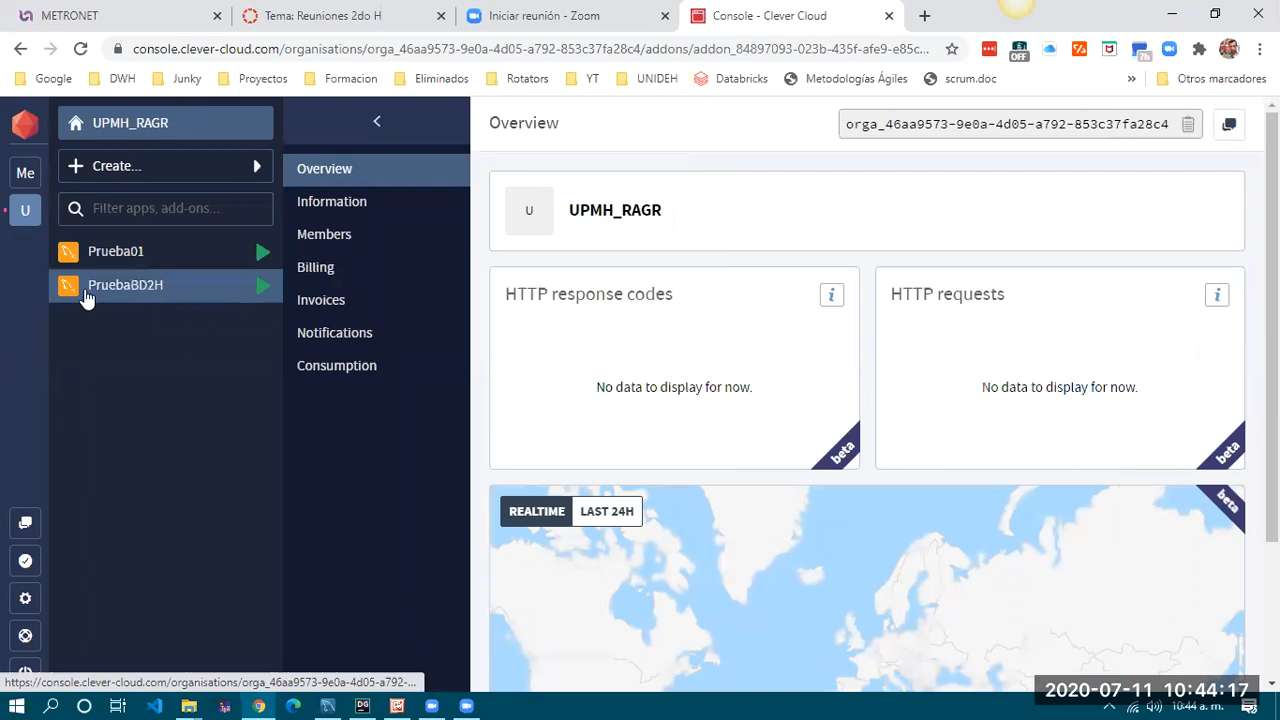 METRONET
Tema: Reuniones 2do H
Iniciar reunión - Zoom
Console - Clever Cloud
console.clever-cloud.com/organisations/orga_46aa9573-9e0a-4d05-a792-853c37fa28c4/addons/addon_84897093-023b-435f-afe9-e85c...
OFF
7h
Google
DWH
Junky
Proyectos
Formacion
Eliminados
Rotators
YT
UNIDEH
Databricks
Metodologías Ágiles
scrum.doc
»
Otros marcadores
UPMH_RAGR
Create...
Me
Filter apps, add-ons...
U
Prueba01
PruebaBD2H
Overview
Information
Members
Billing
Invoices
Notifications
Consumption
Overview
orga_46aa9573-9e0a-4d05-a792-853c37fa28c4
U
UPMH_RAGR
HTTP response codes
i
No data to display for now.
beta
HTTP requests
i
No data to display for now.
beta
REALTIME
LAST 24H
beta
https://console.clever-cloud.com/organisations/orga_46aa9573-9e0a-4d05-a792-...
2020-07-11 10:44:17
DG
10:44 a. m.